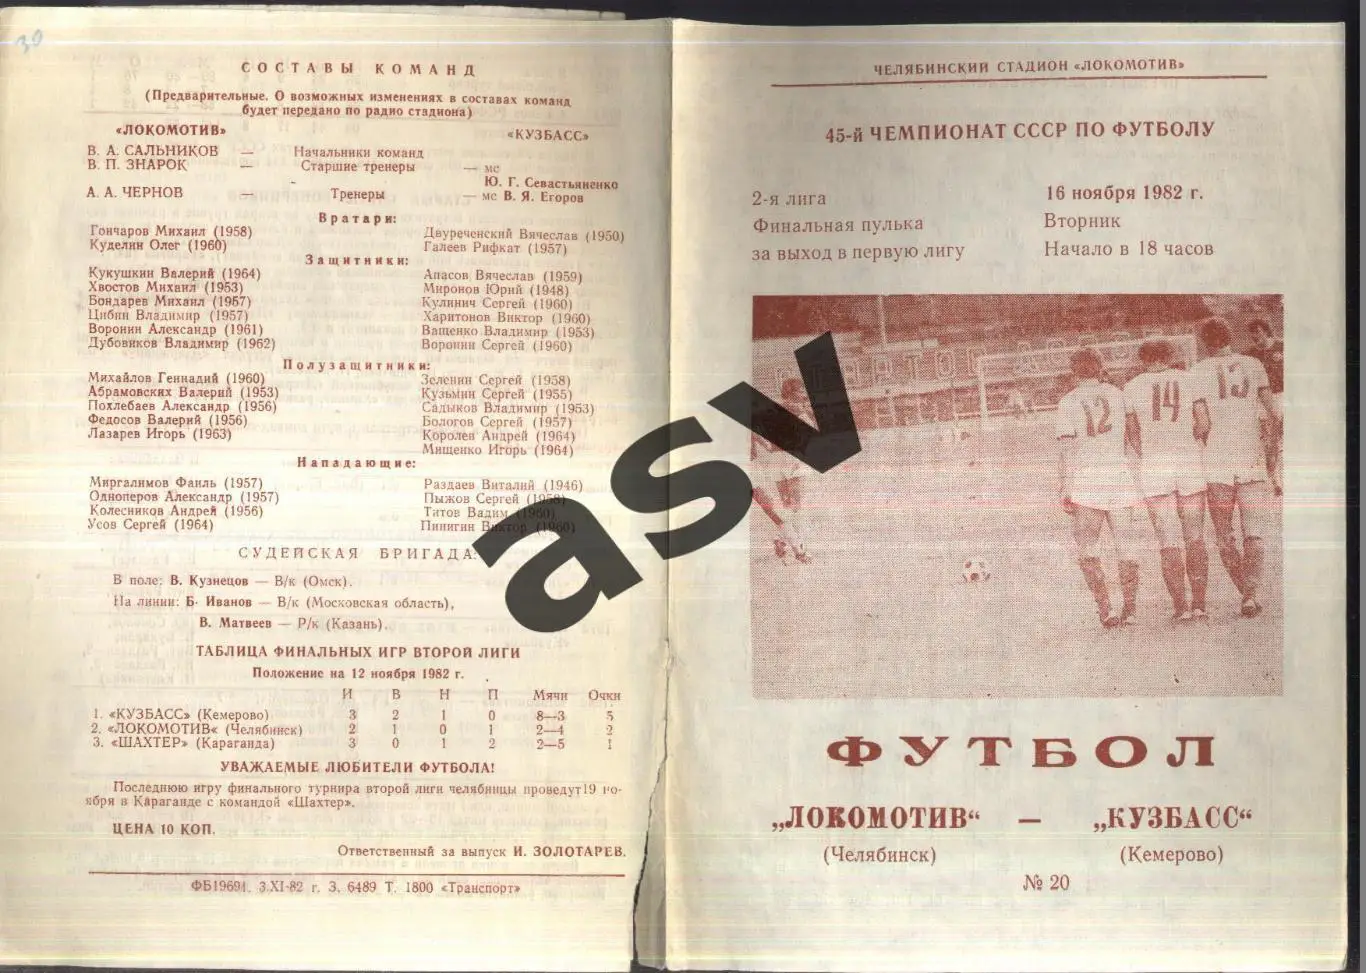 30
СОСТАВЫ КОМАНД
(Предварительные. О возможных изменениях в составах команд
будет передано по радио стадиона)
«ЛОКОМОТИВ» «КУЗБАСС»
В. А. САЛЬНИКОВ — Начальники команд
В. П. ЗНАРОК — Старшие тренеры — мс
Ю. Г. Севастьяненко
А. А. ЧЕРНОВ — Тренеры — мс В. Я. Егоров
Вратари:
Гончаров Михаил (1958) Двуреченский Вячеслав (1950)
Куделин Олег (1960) Галеев Рифкат (1957)
Защитники:
Кукушкин Валерий (1964) Апасов Вячеслав (1959)
Хвостов Михаил (1953) Миронов Юрий (1948)
Бондарев Михаил (1957) Кулинич Сергей (1960)
Цибин Владимир (1957) Харитонов Виктор (1960)
Воронин Александр (1961) Ващенко Владимир (1953)
Дубовиков Владимир (1962) Воронин Сергей (1960)
Полузащитники:
Михайлов Геннадий (1960) Зеленин Сергей (1958)
Абрамовских Валерий (1953) Кузьмин Сергей (1955)
Похлебаев Александр (1956) Садыков Владимир (1953)
Федосов Валерий (1956) Бологов Сергей (1957)
Лазарев Игорь (1963) Королев Андрей (1964)
Мищенко Игорь (1964)
Нападающие:
Миргалимов Фаиль (1957) Раздаев Виталий (1946)
Одноперов Александр (1957) Пыжов Сергей (1958)
Колесников Андрей (1956) Титов Вадим (1960)
Усов Сергей (1964) Пинигин Виктор (1960)
СУДЕЙСКАЯ БРИГАДА:
В поле: В. Кузнецов — В/к (Омск).
На линии: Б. Иванов — В/к (Московская область),
В. Матвеев — Р/к (Казань).
ТАБЛИЦА ФИНАЛЬНЫХ ИГР ВТОРОЙ ЛИГИ
Положение на 12 ноября 1982 г.
И В Н П Мячи Очки
1. «КУЗБАСС» (Кемерово) 3 2 1 0 8—3 5
2. «ЛОКОМОТИВ« (Челябинск) 2 1 0 1 2—4 2
3. «ШАХТЕР» (Караганда) 3 0 1 2 2—5 1
УВАЖАЕМЫЕ ЛЮБИТЕЛИ ФУТБОЛА!
Последнюю игру финального турнира второй лиги челябинцы проведут 19 но-
ября в Караганде с командой «Шахтер».
ЦЕНА 10 КОП.
Ответственный за выпуск И. ЗОЛОТАРЕВ.
ФБ19691. 3.XI-82 г. З. 6489 Т. 1800 «Транспорт»
ЧЕЛЯБИНСКИЙ СТАДИОН «ЛОКОМОТИВ»
45-й ЧЕМПИОНАТ СССР ПО ФУТБОЛУ
2-я лига 16 ноября 1982 г.
Финальная пулька Вторник
за выход в первую лигу Начало в 18 часов
12 14 13
asv
ФУТБОЛ
„ЛОКОМОТИВ“ — „КУЗБАСС“
(Челябинск) (Кемерово)
№ 20